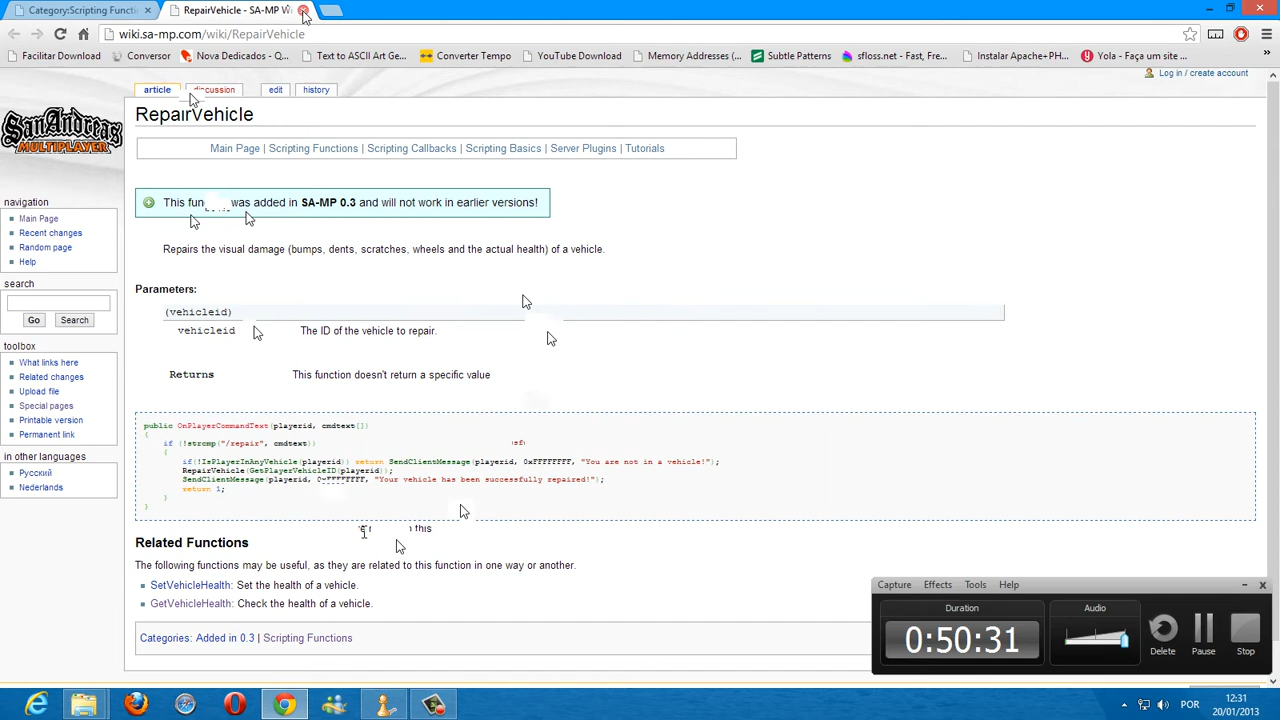 Category:Scripting Functi
RepairVehicle - SA-MP W
wiki.sa-mp.com/wiki/RepairVehicle
Facilitar Download
Conversor
Nova Dedicados - Q...
Text to ASCII Art Ge...
Converter Tempo
YouTube Download
Memory Addresses (...
Subtle Patterns
sfloss.net - Fast, Fre...
Instalar Apache+PH...
Yola - Faça um site ...
Log in / create account
article
discussion
edit
history
RepairVehicle
SanAndreas
MULTIPLAYER
Main Page | Scripting Functions | Scripting Callbacks | Scripting Basics | Server Plugins | Tutorials
This fun was added in SA-MP 0.3 and will not work in earlier versions!
navigation
Main Page
Recent changes
Random page
Help
Repairs the visual damage (bumps, dents, scratches, wheels and the actual health) of a vehicle.
Parameters:
(vehicleid)
vehicleid The ID of the vehicle to repair.
search
Go Search
toolbox
What links here
Related changes
Upload file
Special pages
Printable version
Permanent link
Returns This function doesn't return a specific value
public OnPlayerCommandText(playerid, cmdtext[])
{
if (!strcmp("/repair", cmdtext))
{
if(!IsPlayerInAnyVehicle(playerid)) return SendClientMessage(playerid, 0xFFFFFFFF, "You are not in a vehicle!");
RepairVehicle(GetPlayerVehicleID(playerid));
SendClientMessage(playerid, 0xFFFFFFFF, "Your vehicle has been successfully repaired!");
return 1;
}
}
in other languages
Русский
Nederlands
this
Related Functions
The following functions may be useful, as they are related to this function in one way or another.
SetVehicleHealth: Set the health of a vehicle.
GetVehicleHealth: Check the health of a vehicle.
Categories: Added in 0.3 | Scripting Functions
Capture Effects Tools Help
Duration
0:50:31
Audio
Delete
Pause
Stop
POR
12:31
20/01/2013